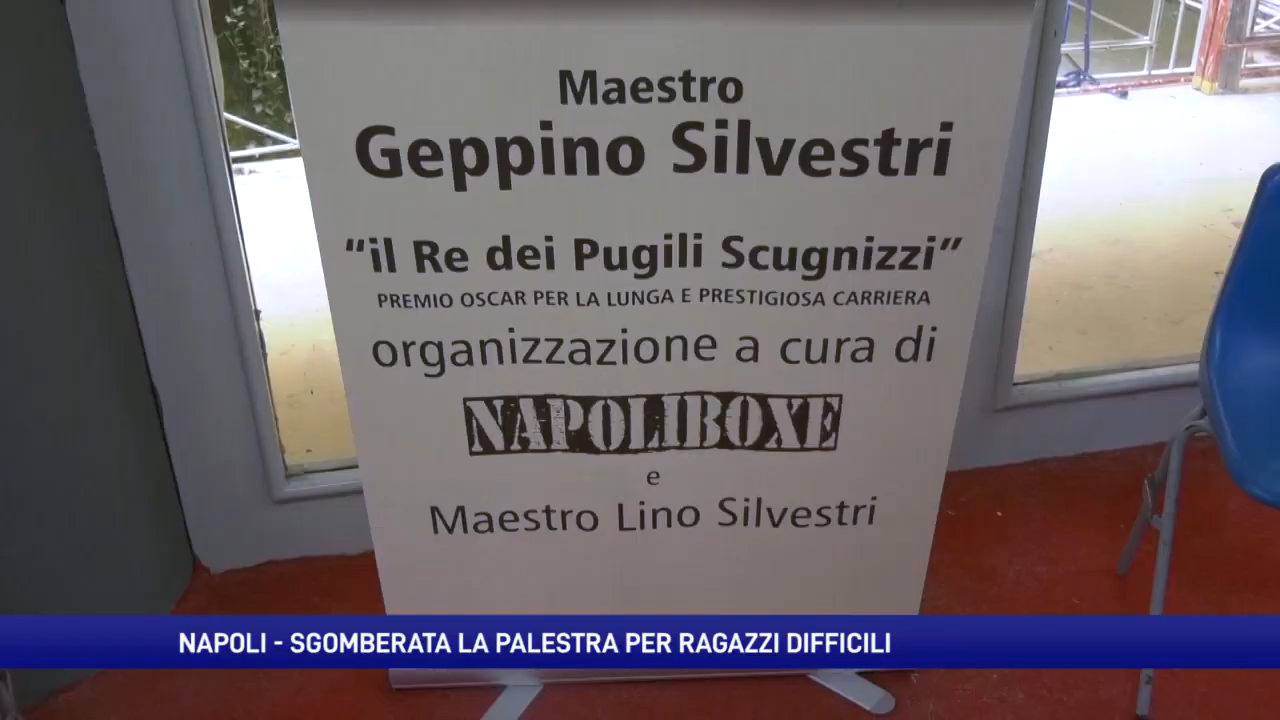 Maestro
Geppino Silvestri
“il Re dei Pugili Scugnizzi”
PREMIO OSCAR PER LA LUNGA E PRESTIGIOSA CARRIERA
organizzazione a cura di
NAPOLIBOXE
e
Maestro Lino Silvestri
NAPOLI - SGOMBERATA LA PALESTRA PER RAGAZZI DIFFICILI